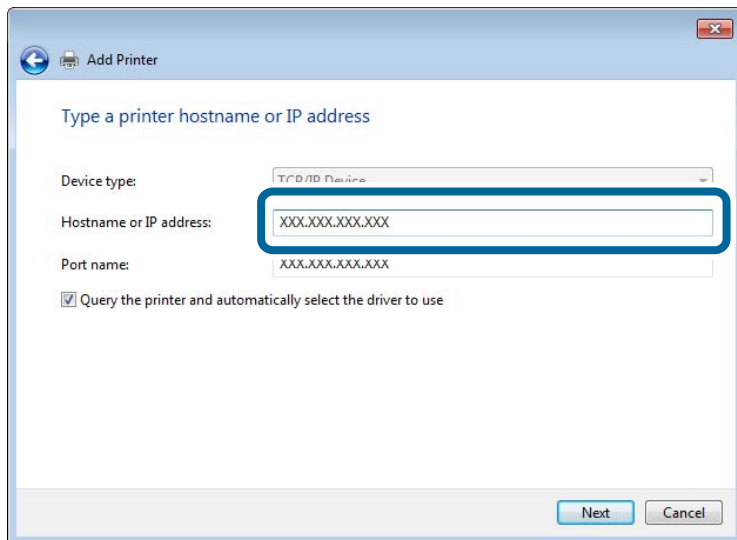 Add Printer
Type a printer hostname or IP address
Device type: TCP/IP Device
Hostname or IP address: XXX.XXX.XXX.XXX
Port name: XXX.XXX.XXX.XXX
Query the printer and automatically select the driver to use
Next Cancel